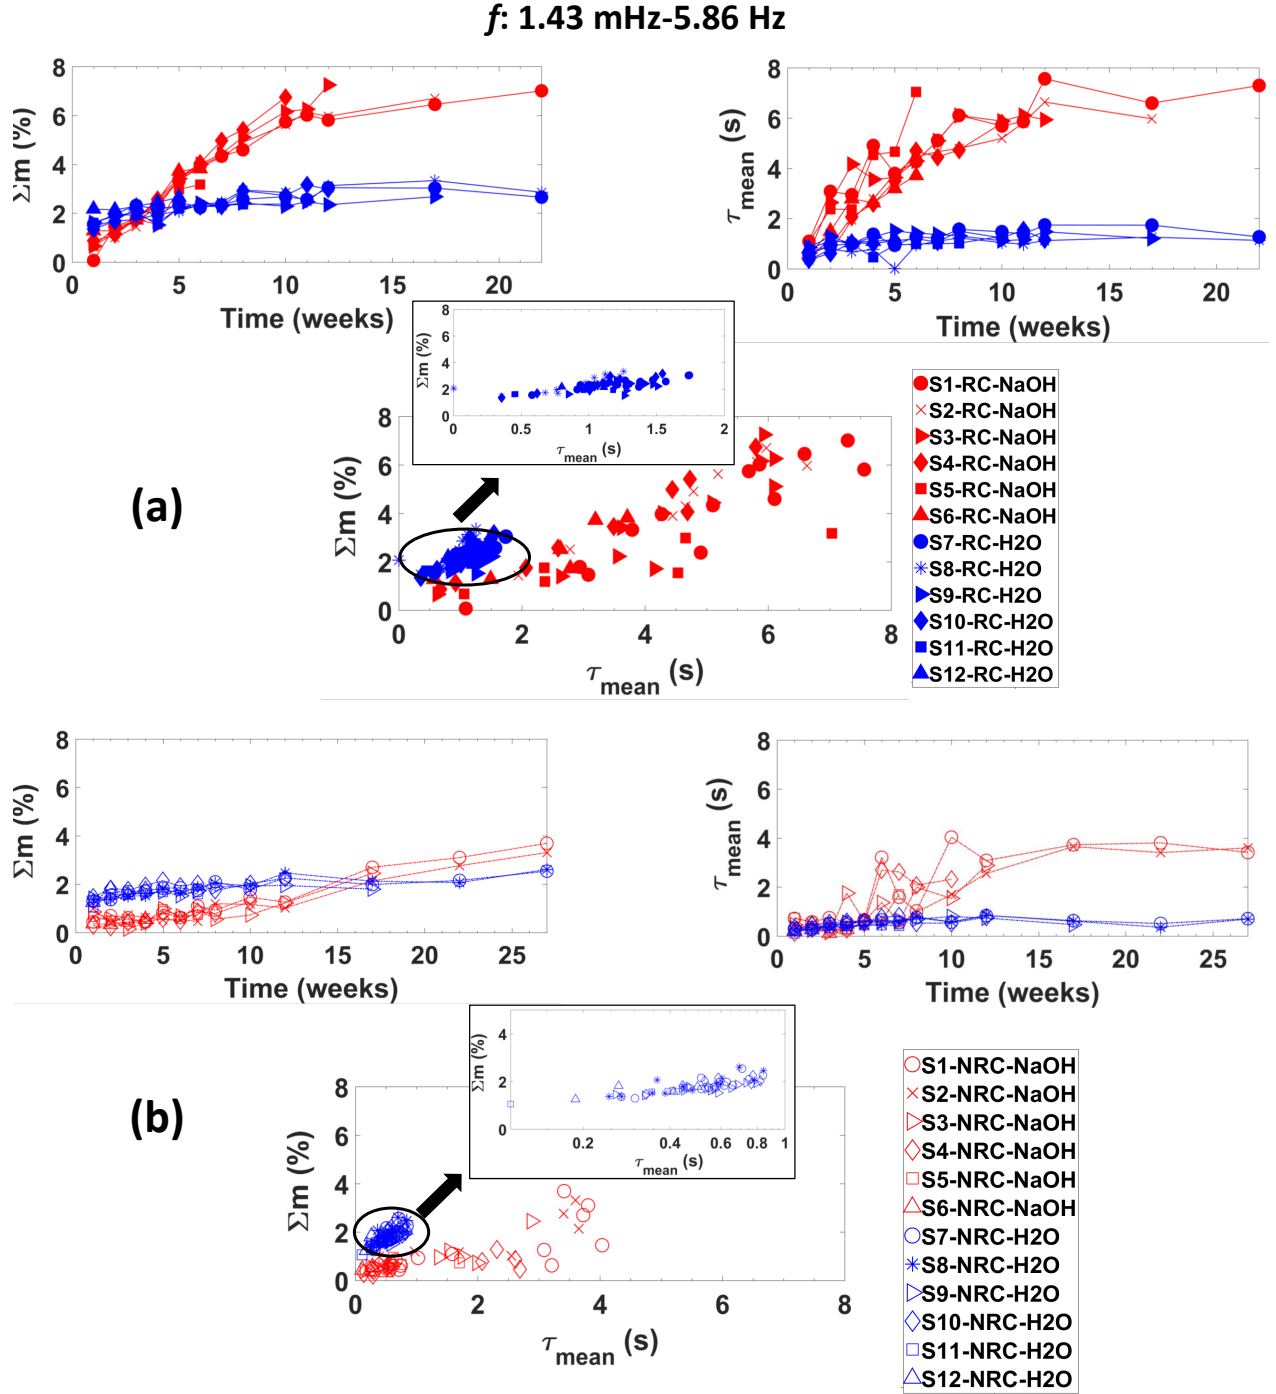 f: 1.43 mHz-5.86 Hz
8
6
4
2
0
Σm (%)
0 5 10 15 20
Time (weeks)
8
6
4
2
0
τmean (s)
0 5 10 15 20
Time (weeks)
8
6
4
2
0
Σm (%)
0 0.5 1 1.5 2
τmean (s)
(a)
8
6
4
2
0
Σm (%)
0 2 4 6 8
τmean (s)
S1-RC-NaOH
S2-RC-NaOH
S3-RC-NaOH
S4-RC-NaOH
S5-RC-NaOH
S6-RC-NaOH
S7-RC-H2O
S8-RC-H2O
S9-RC-H2O
S10-RC-H2O
S11-RC-H2O
S12-RC-H2O
8
6
4
2
0
Σm (%)
0 5 10 15 20 25
Time (weeks)
8
6
4
2
0
τmean (s)
0 5 10 15 20 25
Time (weeks)
4
2
0
Σm (%)
0.2 0.4 0.6 0.8 1
τmean (s)
(b)
8
6
4
2
0
Σm (%)
0 2 4 6 8
τmean (s)
S1-NRC-NaOH
S2-NRC-NaOH
S3-NRC-NaOH
S4-NRC-NaOH
S5-NRC-NaOH
S6-NRC-NaOH
S7-NRC-H2O
S8-NRC-H2O
S9-NRC-H2O
S10-NRC-H2O
S11-NRC-H2O
S12-NRC-H2O